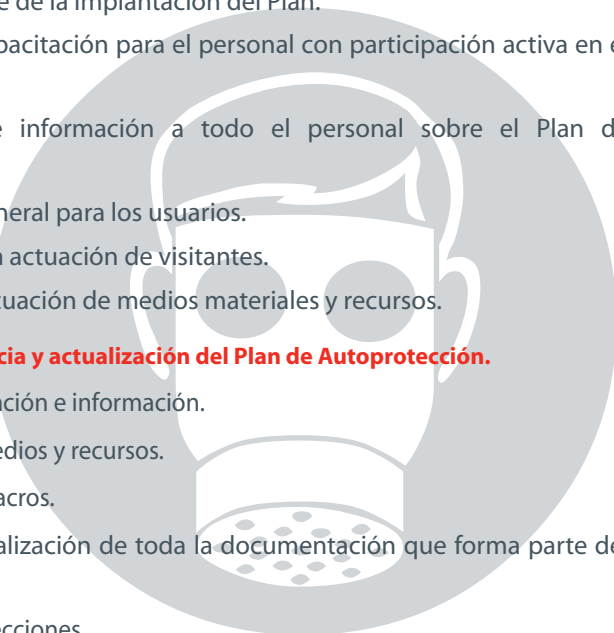 de la implantación del Plan.
pacitación para el personal con participación activa en e
información a todo el personal sobre el Plan d
neral para los usuarios.
actuación de visitantes.
cuación de medios materiales y recursos.
cia y actualización del Plan de Autoprotección.
ación e información.
edios y recursos.
acros.
alización de toda la documentación que forma parte de
ecciones